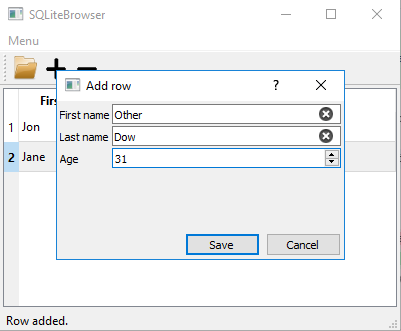 SQLiteBrowser
Menu
Add row
?
Firs
First name Other
1 Jon
Last name Dow
2 Jane
Age 31
Save Cancel
Row added.